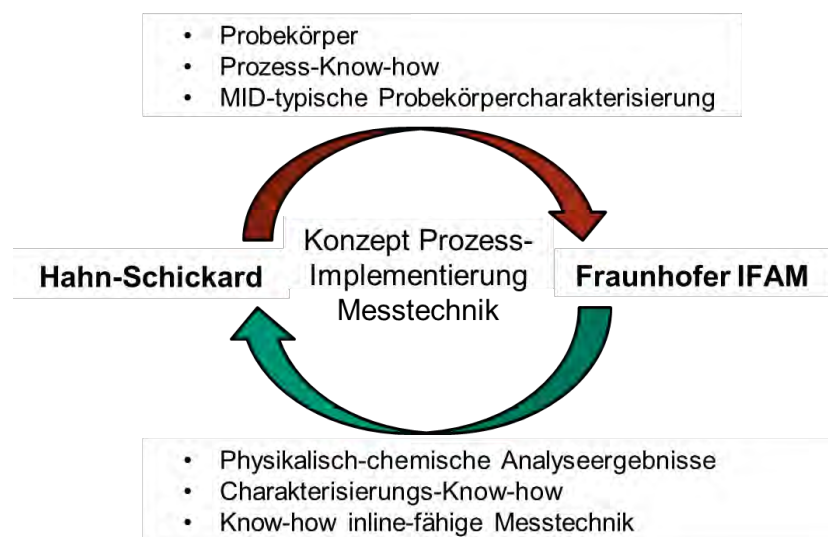 • Probekörper
• Prozess-Know-how
• MID-typische Probekörpercharakterisierung
Hahn-Schickard
Konzept Prozess-
Implementierung
Messtechnik
Fraunhofer IFAM
• Physikalisch-chemische Analyseergebnisse
• Charakterisierungs-Know-how
• Know-how inline-fähige Messtechnik